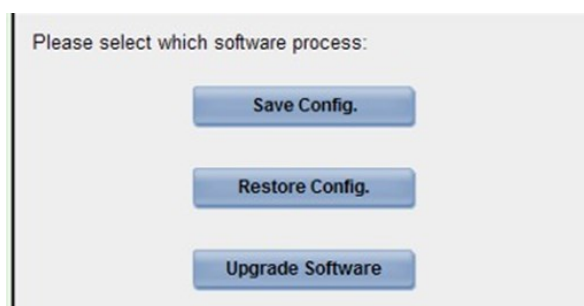 Please select which software process:
Save Config.
Restore Config.
Upgrade Software